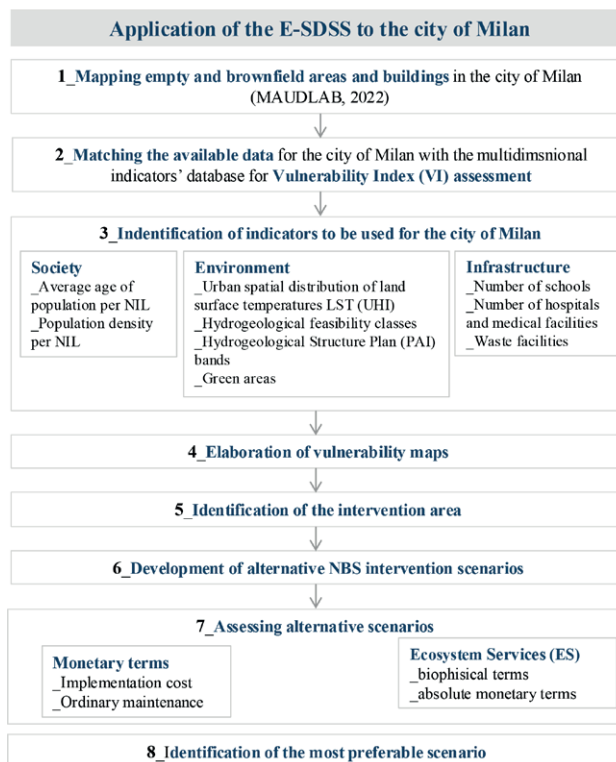 Application of the E-SDSS to the city of Milan
1_Mapping empty and brownfield areas and buildings in the city of Milan
(MAUDLAB, 2022)
2_Matching the available data for the city of Milan with the multidimsnional
indicators' database for Vulnerability Index (VI) assessment
3_Indentification of indicators to be used for the city of Milan
Society
_Average age of
population per NIL
_Population density
per NIL
Environment
_Urban spatial distribution of land
surface temperatures LST (UHI)
_Hydrogeological feasibility classes
_Hydrogeological Structure Plan (PAI)
bands
_Green areas
Infrastructure
_Number of schools
_Number of hospitals
and medical facilities
_Waste facilities
4_Elaboration of vulnerability maps
5_Identification of the intervention area
6_Development of alternative NBS intervention scenarios
7_Assessing alternative scenarios
Monetary terms
_Implementation cost
_Ordinary maintenance
Ecosystem Services (ES)
_biophisical terms
_absolute monetary terms
8_Identification of the most preferable scenario